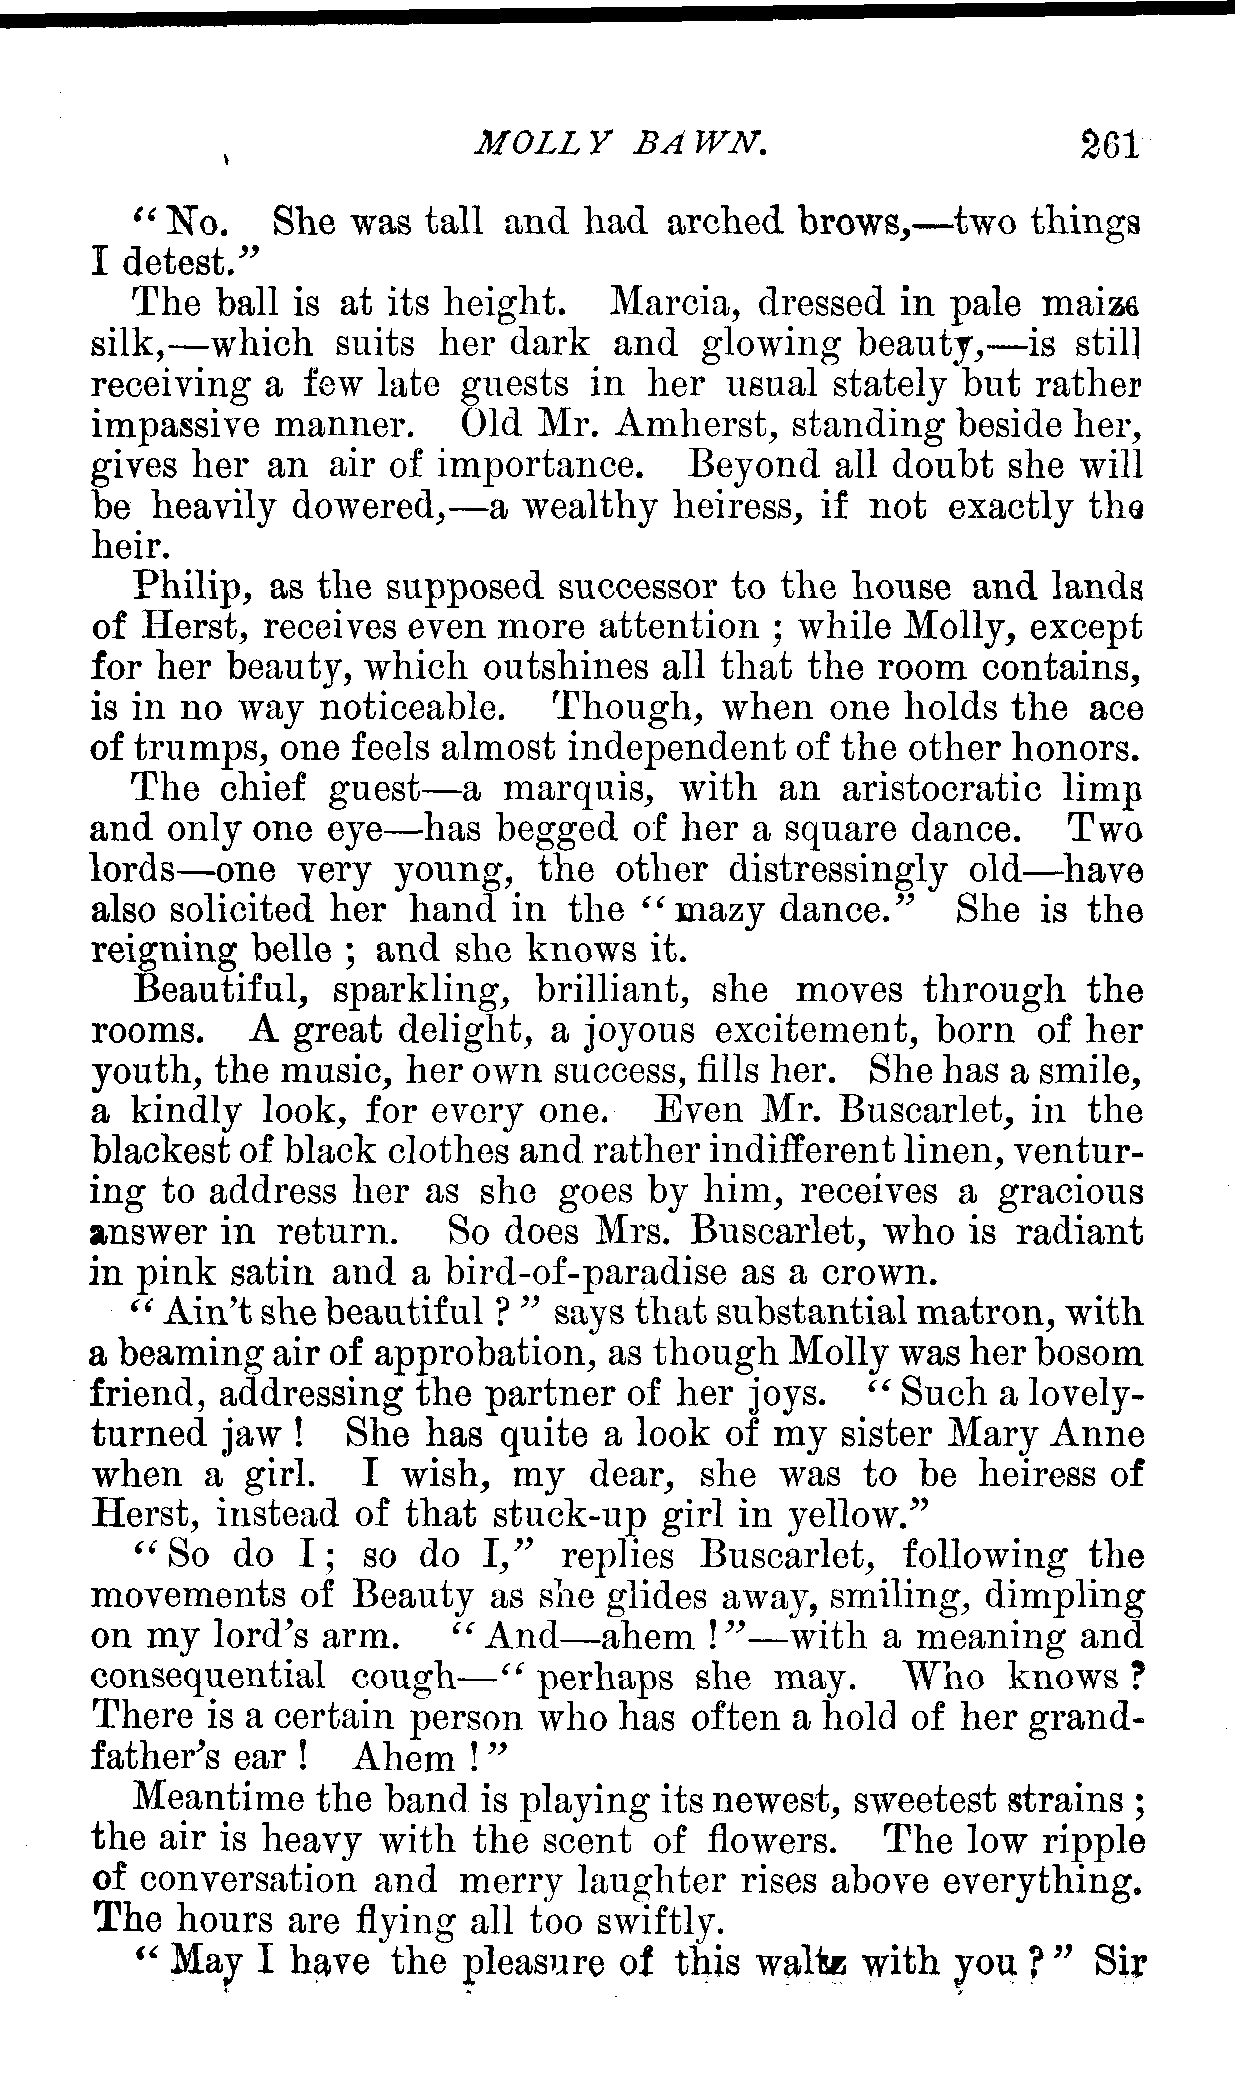 MOLLY BAWN. 261
"No. She was tall and had arched brows,—two things
I detest."
The ball is at its height. Marcia, dressed in pale maize
silk,—which suits her dark and glowing beauty,—is still
receiving a few late guests in her usual stately but rather
impassive manner. Old Mr. Amherst, standing beside her,
gives her an air of importance. Beyond all doubt she will
be heavily dowered,—a wealthy heiress, if not exactly the
heir.
Philip, as the supposed successor to the house and lands
of Herst, receives even more attention ; while Molly, except
for her beauty, which outshines all that the room contains,
is in no way noticeable. Though, when one holds the ace
of trumps, one feels almost independent of the other honors.
The chief guest—a marquis, with an aristocratic limp
and only one eye—has begged of her a square dance. Two
lords—one very young, the other distressingly old—have
also solicited her hand in the "mazy dance." She is the
reigning belle ; and she knows it.
Beautiful, sparkling, brilliant, she moves through the
rooms. A great delight, a joyous excitement, born of her
youth, the music, her own success, fills her. She has a smile,
a kindly look, for every one. Even Mr. Buscarlet, in the
blackest of black clothes and rather indifferent linen, ventur-
ing to address her as she goes by him, receives a gracious
answer in return. So does Mrs. Buscarlet, who is radiant
in pink satin and a bird-of-paradise as a crown.
"Ain't she beautiful ?" says that substantial matron, with
a beaming air of approbation, as though Molly was her bosom
friend, addressing the partner of her joys. "Such a lovely-
turned jaw ! She has quite a look of my sister Mary Anne
when a girl. I wish, my dear, she was to be heiress of
Herst, instead of that stuck-up girl in yellow."
"So do I ; so do I," replies Buscarlet, following the
movements of Beauty as she glides away, smiling, dimpling
on my lord's arm. "And—ahem !"—with a meaning and
consequential cough—"perhaps she may. Who knows ?
There is a certain person who has often a hold of her grand-
father's ear ! Ahem !"
Meantime the band is playing its newest, sweetest strains ;
the air is heavy with the scent of flowers. The low ripple
of conversation and merry laughter rises above everything.
The hours are flying all too swiftly.
"May I have the pleasure of this waltz with you ?" Sir